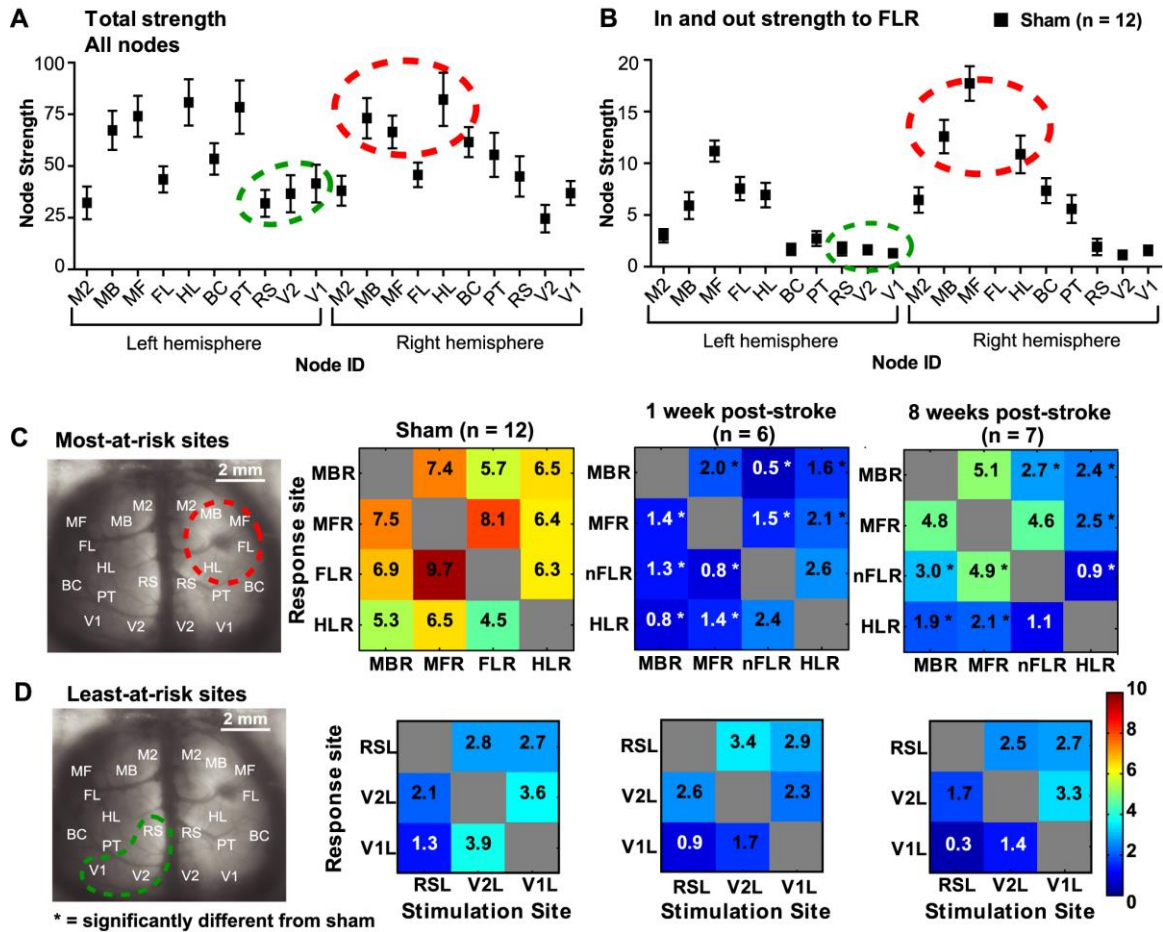 A Total strength
All nodes
Node Strength
100
75
50
25
0
M2 MB MF FL HL BC PT RS V2 V1 M2 MB MF FL HL BC PT RS V2 V1
Left hemisphere Right hemisphere
Node ID
B In and out strength to FLR
■ Sham (n = 12)
Node Strength
20
15
10
5
0
M2 MB MF FL HL BC PT RS V2 V1 M2 MB MF FL HL BC PT RS V2 V1
Left hemisphere Right hemisphere
Node ID
C Most-at-risk sites
2 mm
M2 M2
MF MB MB MF
FL FL
HL HL
BC RS RS BC
PT PT
V1 V2 V2 V1
Response site
Sham (n = 12)
MBR 7.4 5.7 6.5
MFR 7.5 8.1 6.4
FLR 6.9 9.7 6.3
HLR 5.3 6.5 4.5
MBR MFR FLR HLR
1 week post-stroke
(n = 6)
MBR 2.0 * 0.5 * 1.6 *
MFR 1.4 * 1.5 * 2.1 *
nFLR 1.3 * 0.8 * 2.6
HLR 0.8 * 1.4 * 2.4
MBR MFR nFLR HLR
8 weeks post-stroke
(n = 7)
MBR 5.1 2.7 * 2.4 *
MFR 4.8 4.6 2.5 *
nFLR 3.0 * 4.9 * 0.9 *
HLR 1.9 * 2.1 * 1.1
MBR MFR nFLR HLR
D Least-at-risk sites
2 mm
M2 M2
MF MB MB MF
FL FL
HL HL
BC RS RS BC
PT PT
V1 V2 V2 V1
* = significantly different from sham
Response site
RSL 2.8 2.7
V2L 2.1 3.6
V1L 1.3 3.9
RSL V2L V1L
Stimulation Site
RSL 3.4 2.9
V2L 2.6 2.3
V1L 0.9 1.7
RSL V2L V1L
Stimulation Site
RSL 2.5 2.7
V2L 1.7 3.3
V1L 0.3 1.4
RSL V2L V1L
Stimulation Site
10
8
6
4
2
0